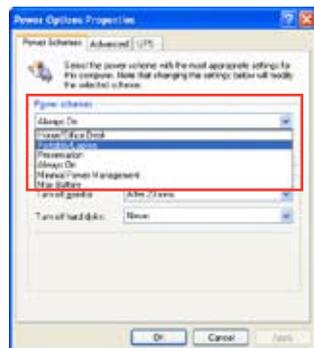 Power Options Properties
Power Schemes
Advanced
UPS
Select the power scheme with the most appropriate settings for
this computer. Note that changing the settings below will modify
the selected scheme.
Power schemes
Always On
Home/Office Desk
Portable/Laptop
Presentation
Always On
Minimal Power Management
Max Battery
Turn off monitor:
After 20 mins
Turn off hard disks:
Never
OK
Cancel
Apply